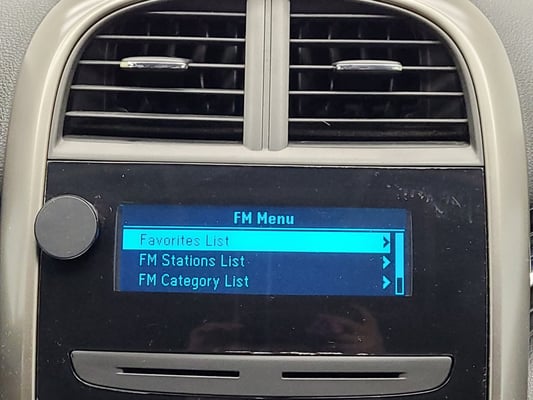 FM Menu
Favorites List
FM Stations List
FM Category List